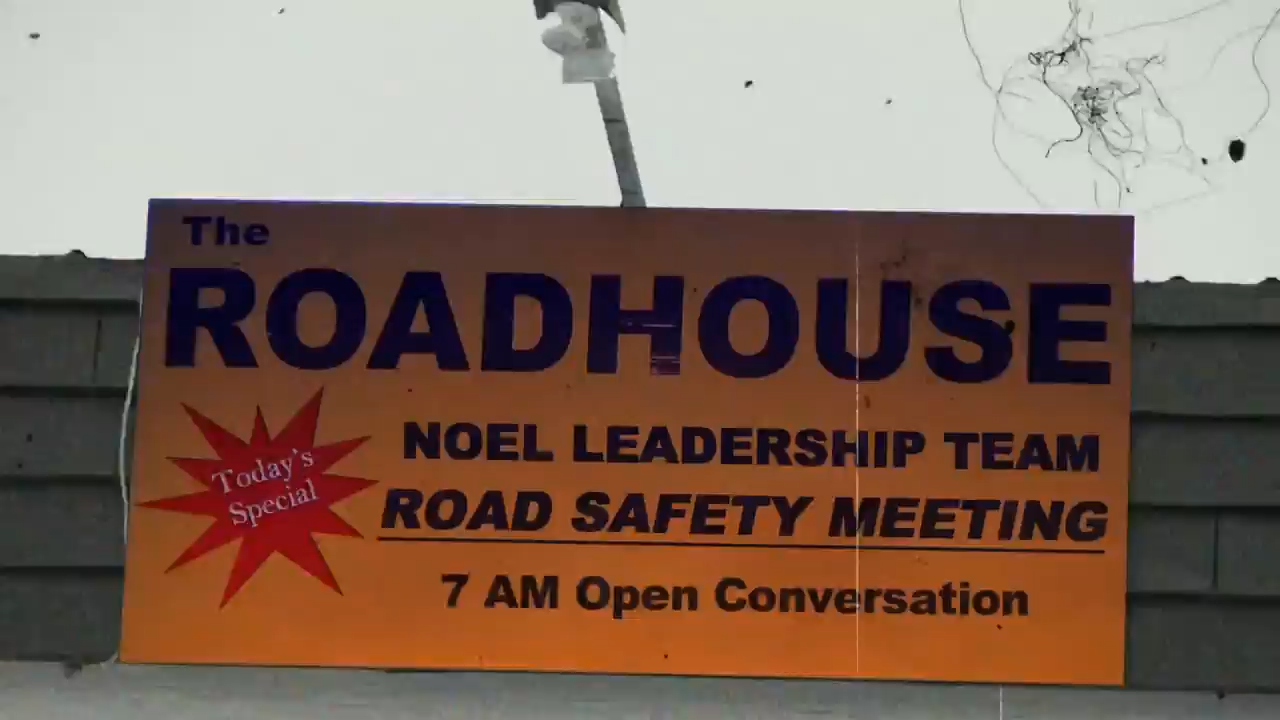 The
ROADHOUSE
Today's
Special
NOEL LEADERSHIP TEAM
ROAD SAFETY MEETING
7 AM Open Conversation